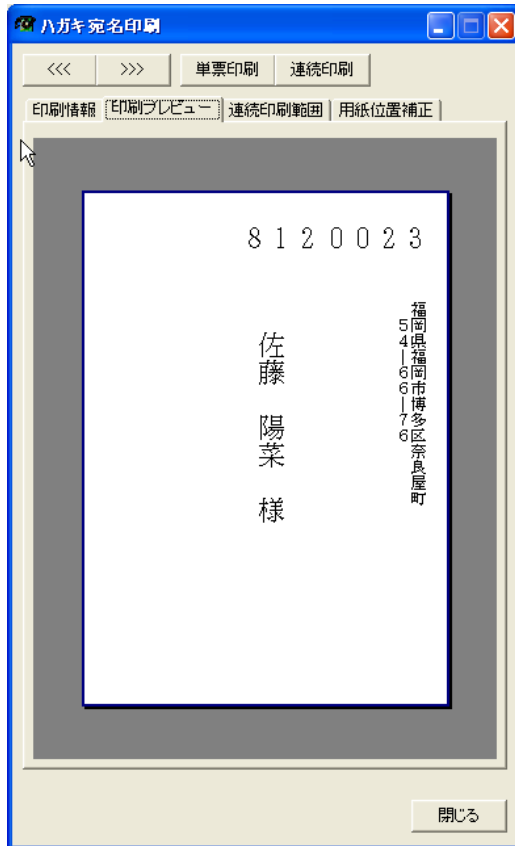 ハガキ宛名印刷
<<< >>> 単票印刷 連続印刷
印刷情報 印刷プレビュー 連続印刷範囲 用紙位置補正
8120023
福岡県福岡市博多区奈良屋町
54-66-76
佐藤 陽菜 様
閉じる